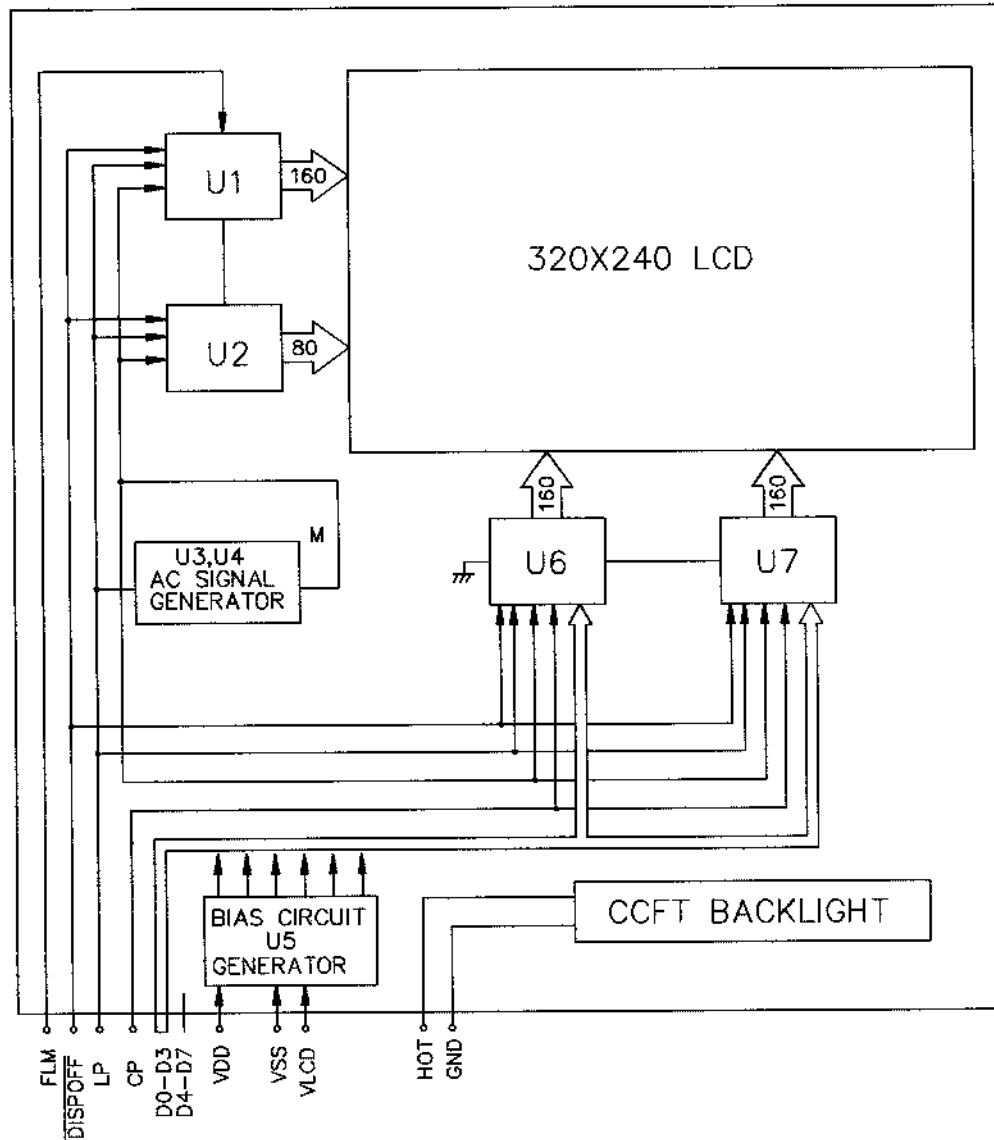 U1
160
320X240 LCD
U2
80
160
160
M
U3,U4
AC SIGNAL
GENERATOR
U6
U7
BIAS CIRCUIT
U5
GENERATOR
CCFT BACKLIGHT
FLM
DISPOFF
LP
CP
D0-D3
D4-D7
VDD
VSS
VLCD
HOT
GND